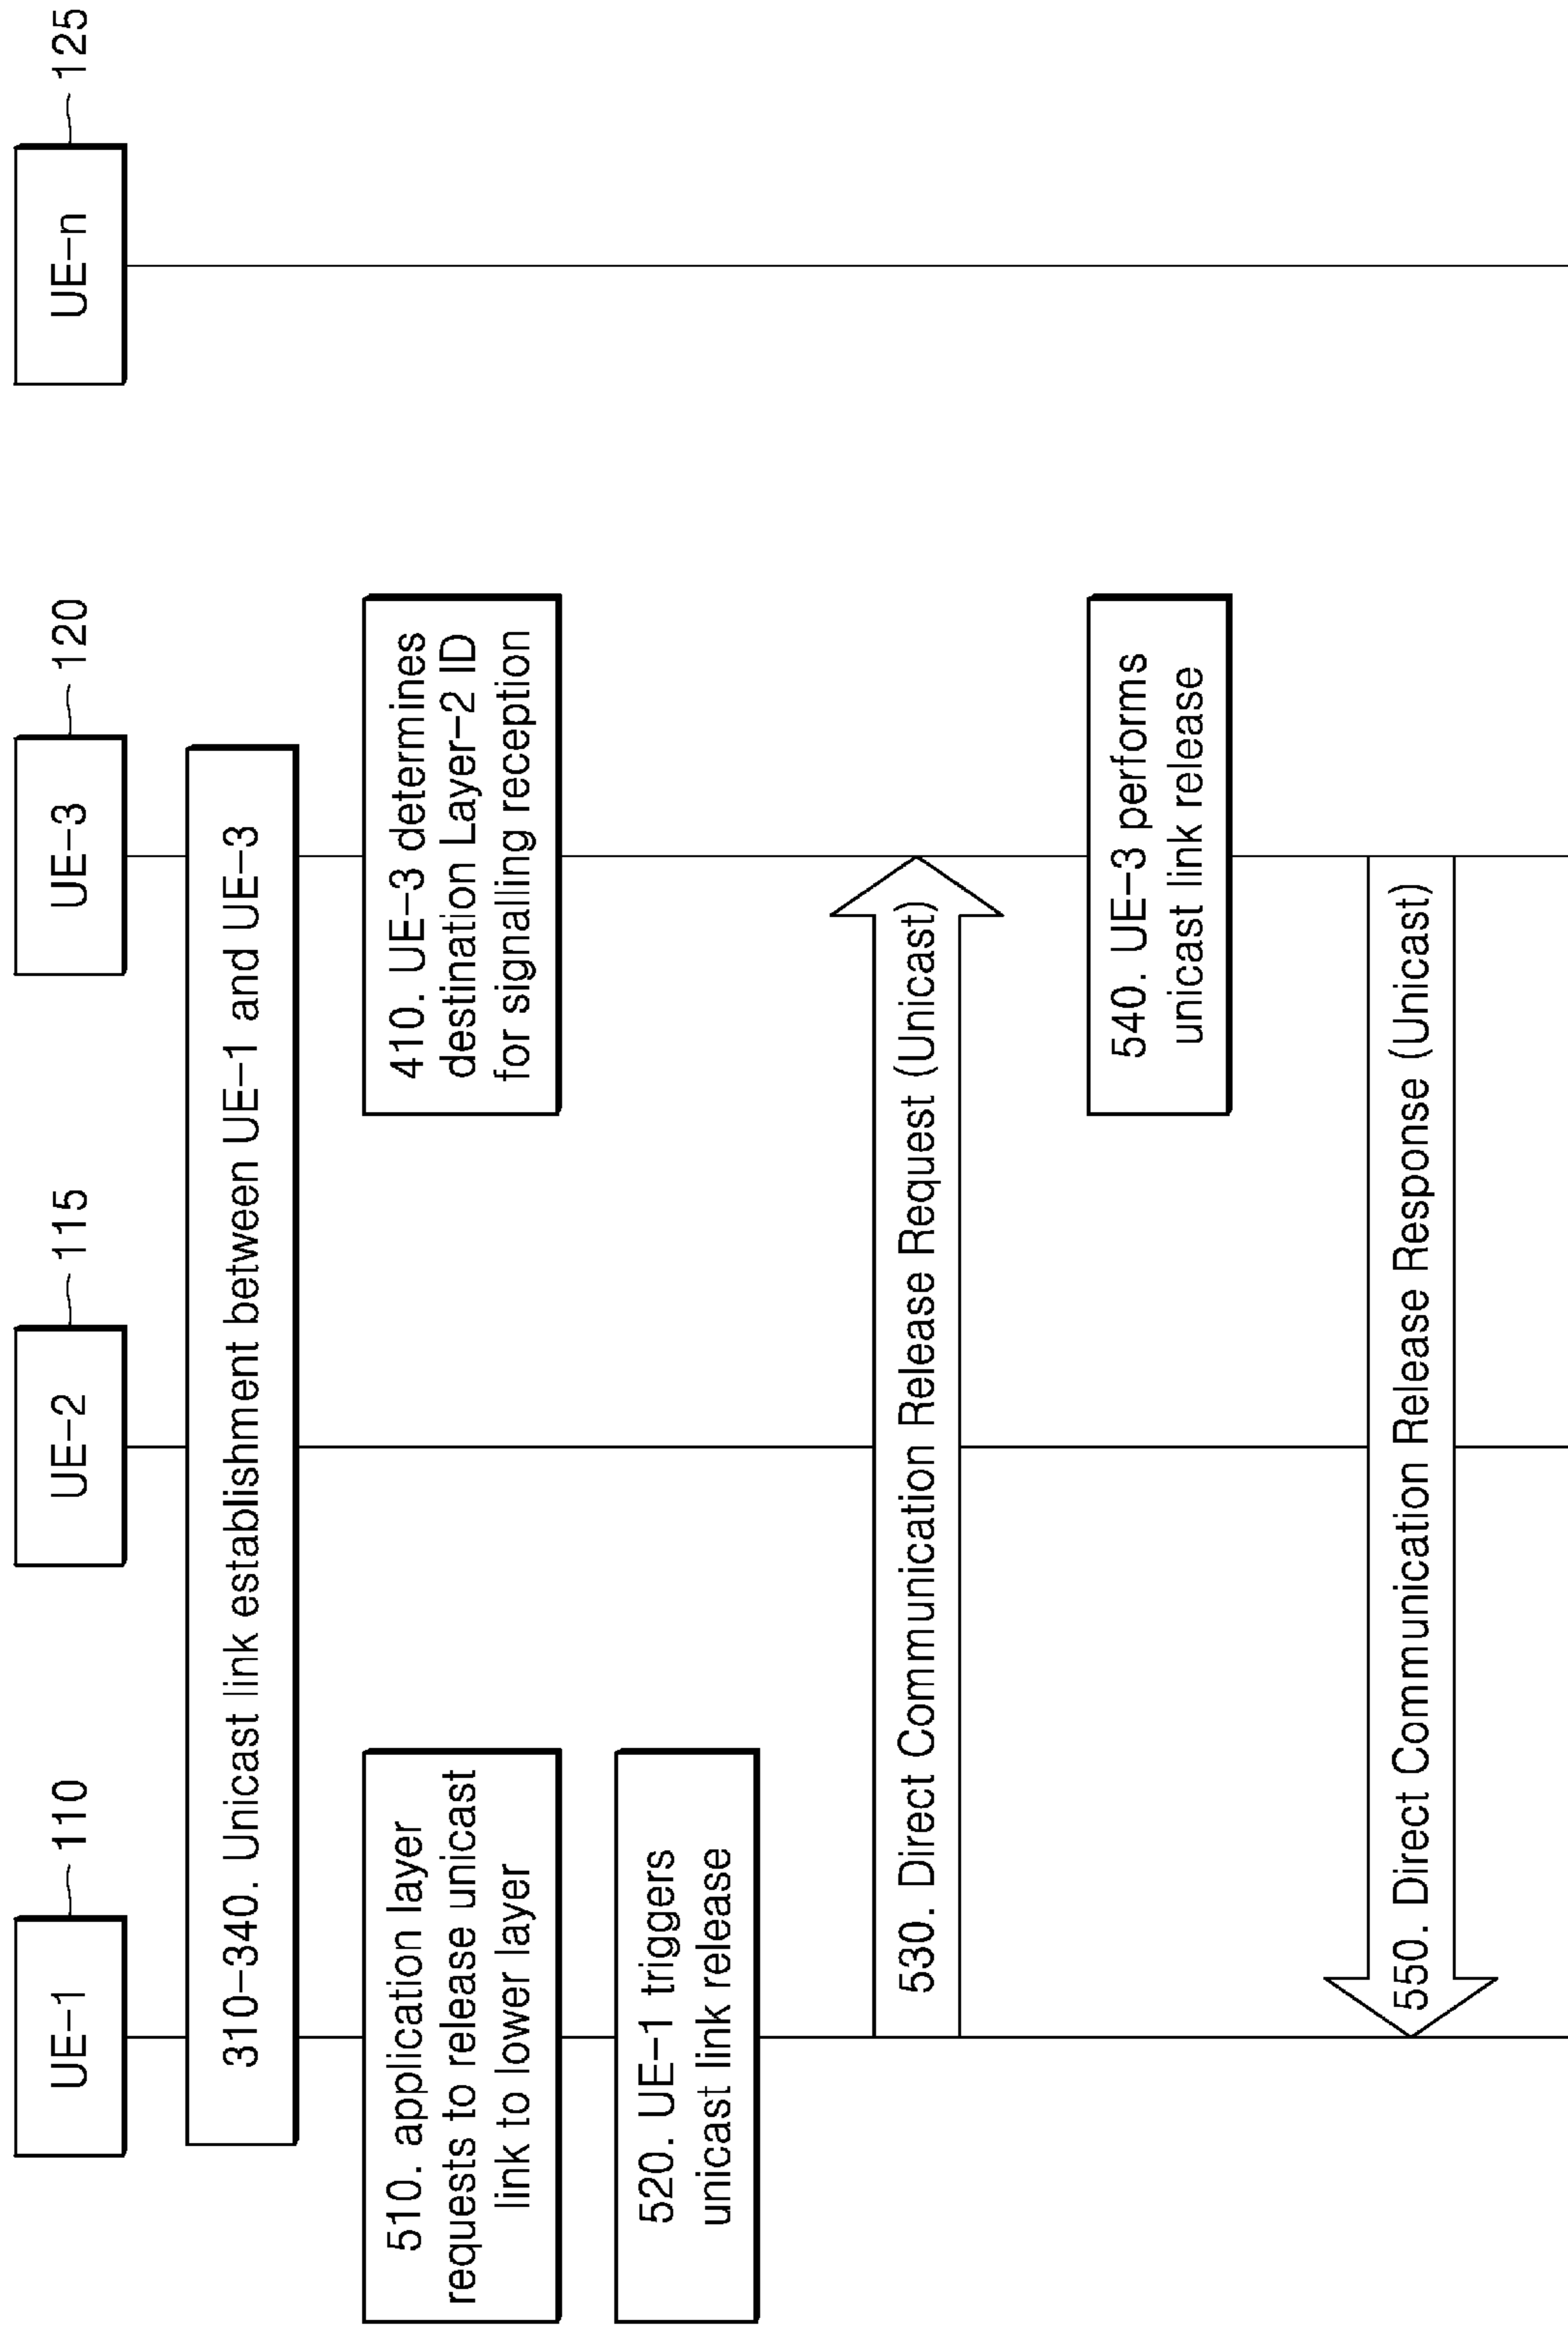 UE-1
110
UE-2
115
UE-3
120
UE-n
125
310-340. Unicast link establishment between UE-1 and UE-3
510. application layer
requests to release unicast
link to lower layer
410. UE-3 determines
destination Layer-2 ID
for signalling reception
520. UE-1 triggers
unicast link release
530. Direct Communication Release Request (Unicast)
540. UE-3 performs
unicast link release
550. Direct Communication Release Response (Unicast)